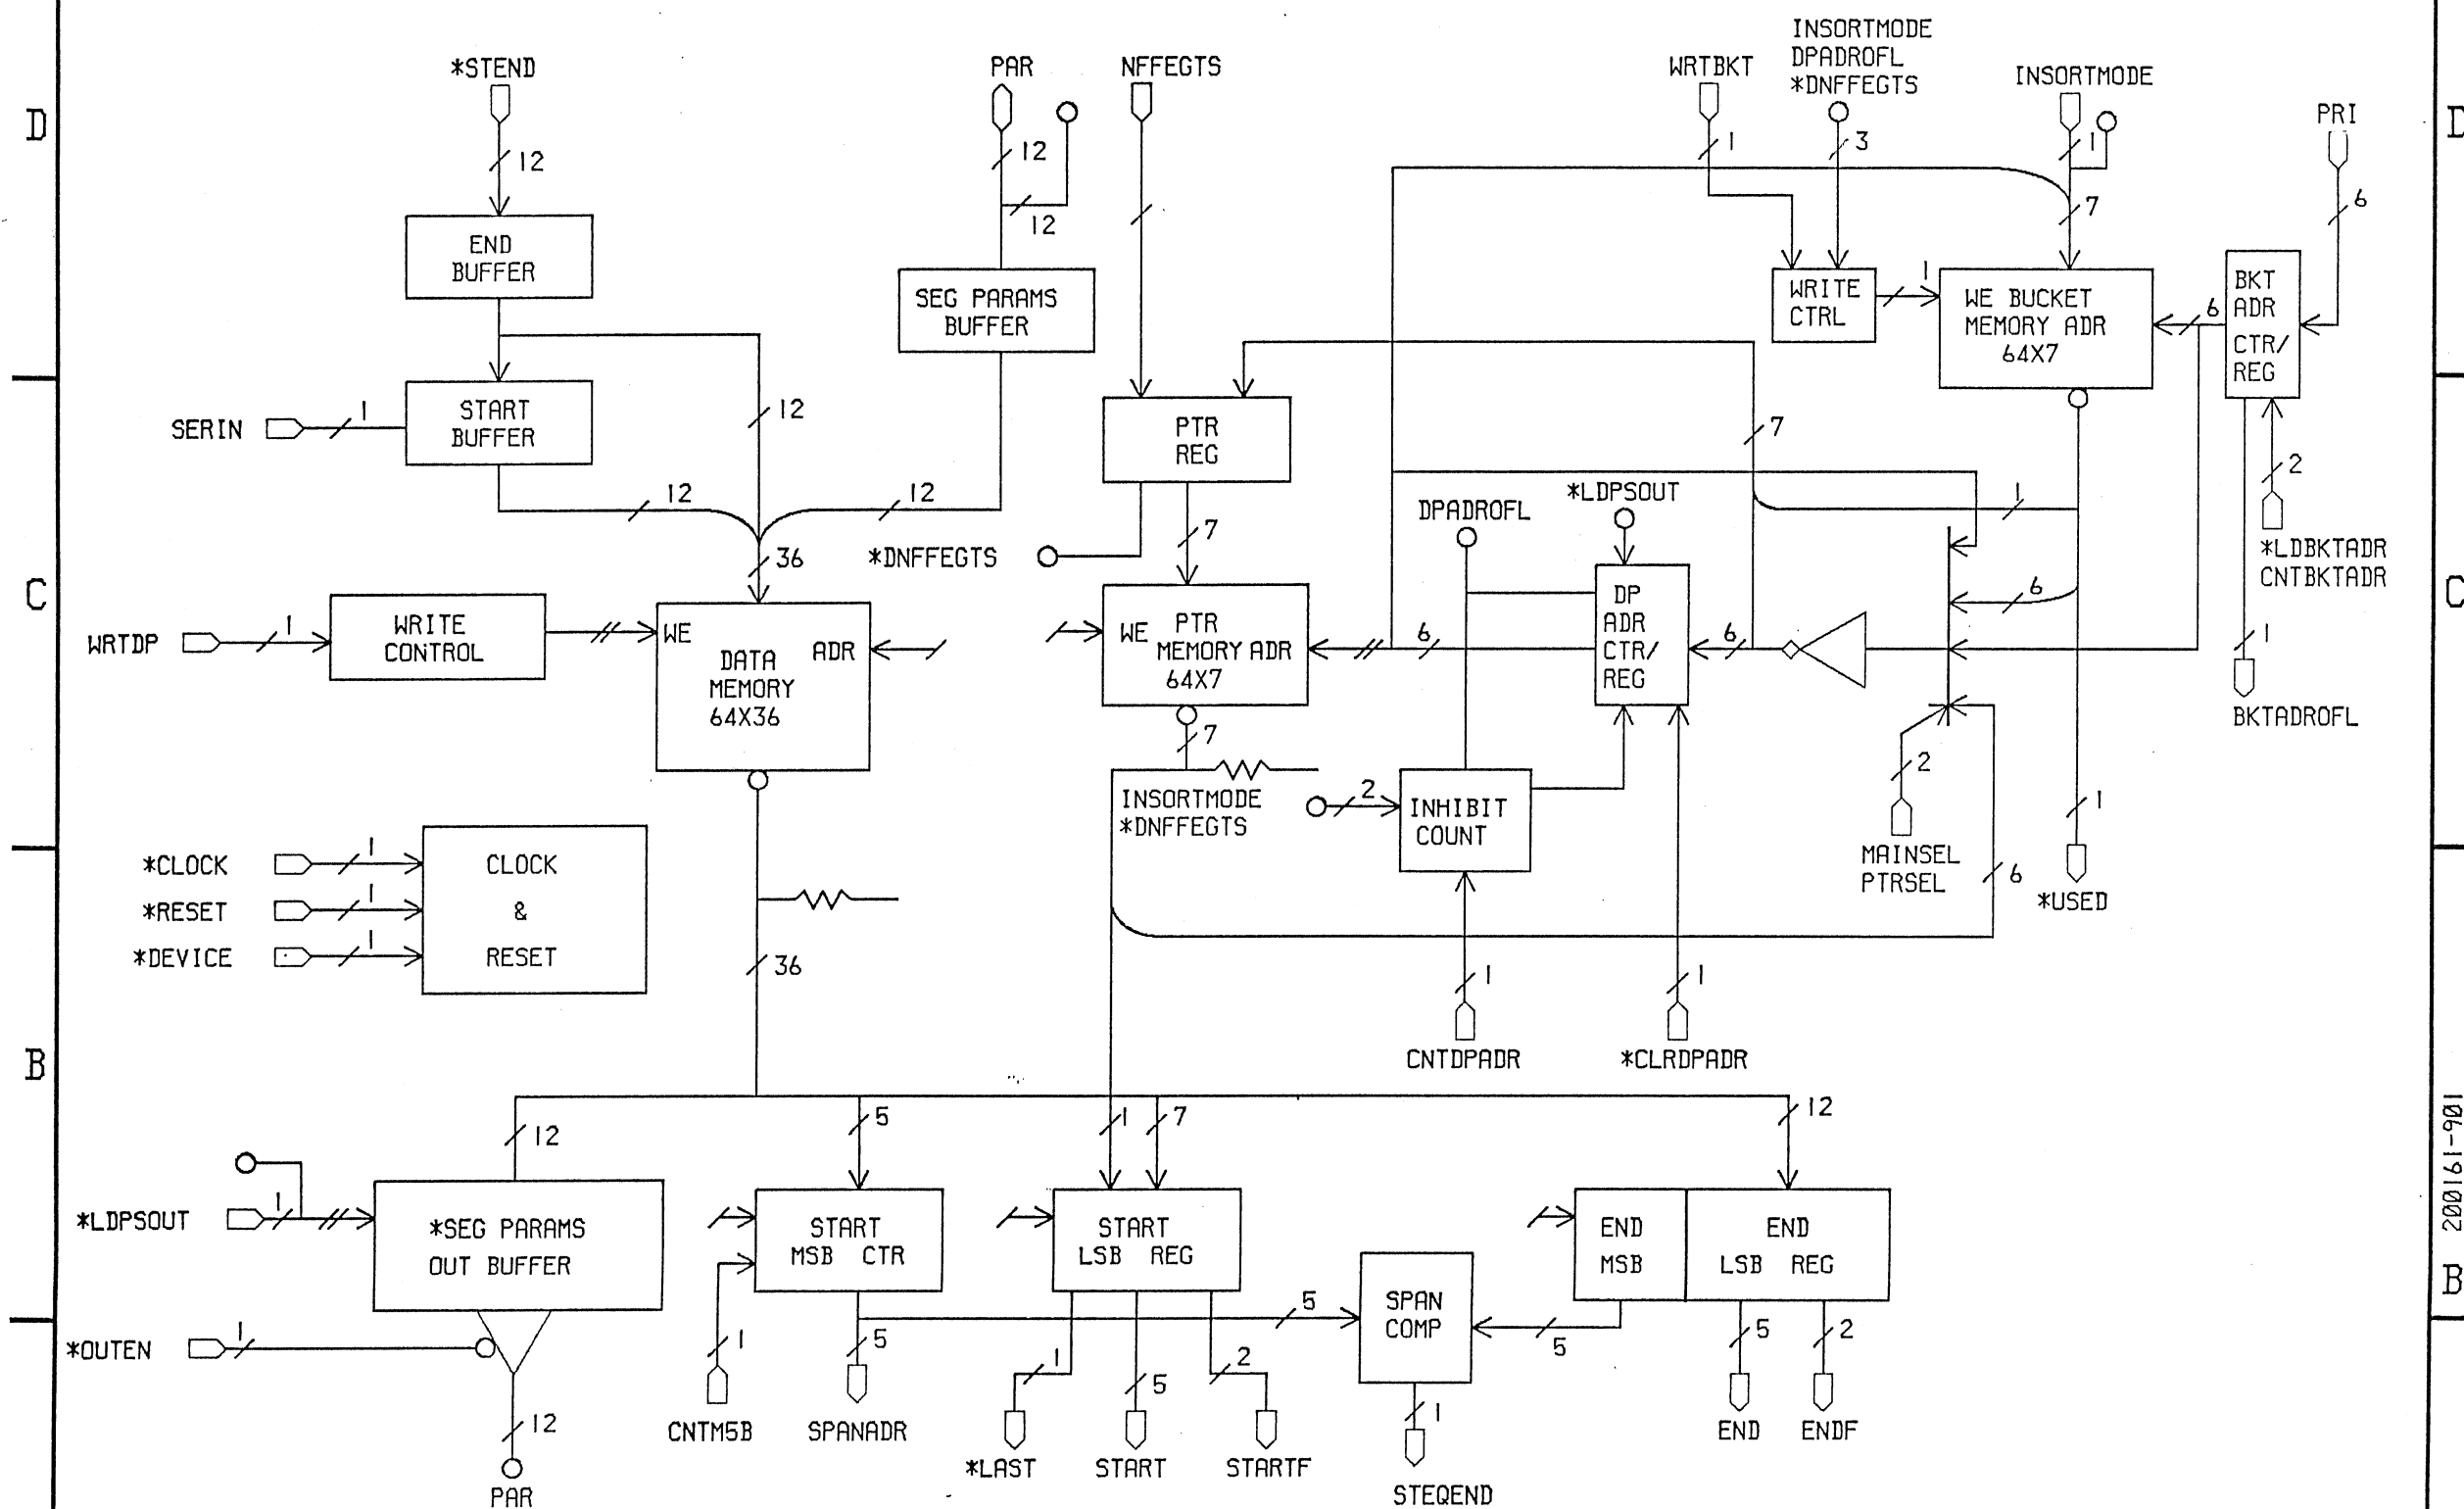 INSORTMODE
DPADROFL
*DNFFEGTS
*STEND
PAR
NFFEGTS
WRTBKT
INSORTMODE
PRI
D
D
12
12
12
1
3
1
7
6
END
BUFFER
SEG PARAMS
BUFFER
WRITE
CTRL
1
WE BUCKET
MEMORY ADR
64X7
6
BKT
ADR
CTR/
REG
SERIN
1
START
BUFFER
12
PTR
REG
7
2
12
12
*DNFFEGTS
7
DPADROFL
*LDPSOUT
1
*LDBKTADR
CNTBKTADR
36
C
C
WRTDP
1
WRITE
CONTROL
WE
DATA
MEMORY
64X36
ADR
WE
PTR
MEMORY ADR
64X7
6
DP
ADR
CTR/
REG
6
6
1
BKTADROFL
7
INSORTMODE
*DNFFEGTS
2
INHIBIT
COUNT
2
MAINSEL
PTRSEL
1
*USED
6
*CLOCK
1
*RESET
1
*DEVICE
1
CLOCK
&
RESET
36
1
CNTDPADR
1
*CLRDPADR
B
B
200161-901
12
5
1
7
12
*LDPSOUT
1
*SEG PARAMS
OUT BUFFER
START
MSB CTR
START
LSB REG
SPAN
COMP
END
MSB
END
LSB REG
*OUTEN
1
12
PAR
1
CNTM5B
5
SPANADR
5
1
*LAST
5
START
2
STARTF
5
1
STEQEND
5
END
2
ENDF